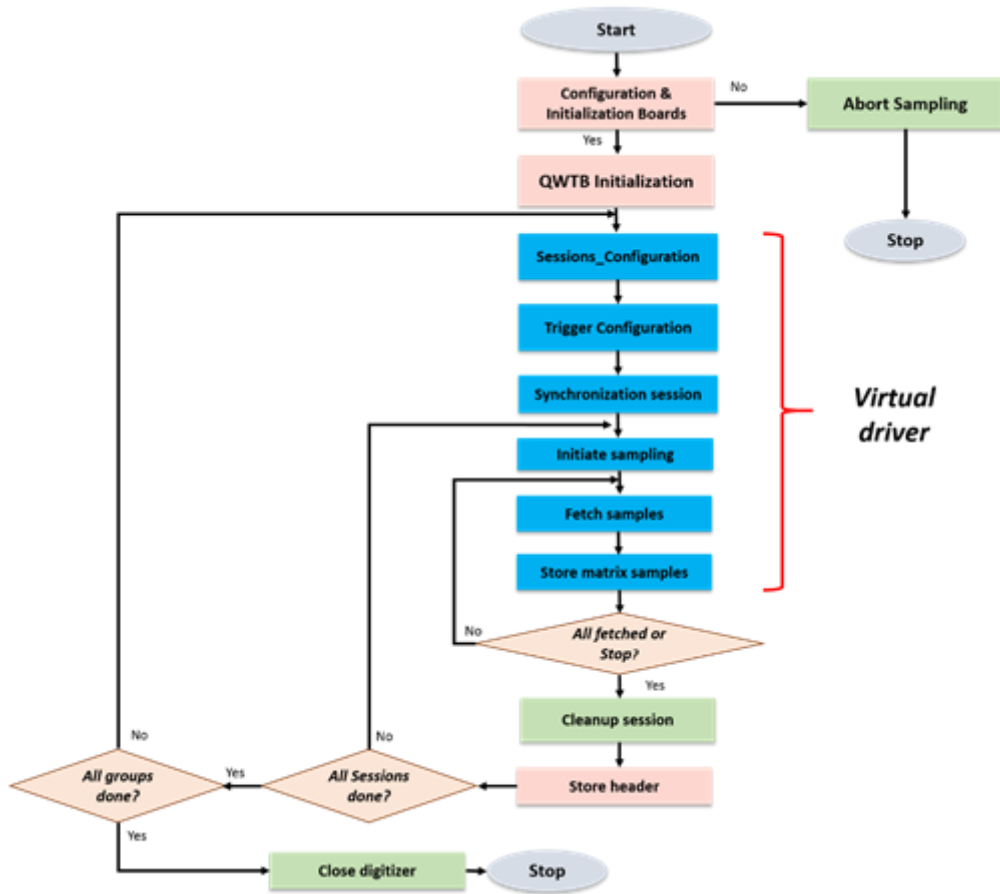 Start
Configuration &
Initialization Boards
No
Abort Sampling
Yes
QWTB Initialization
Stop
Sessions_Configuration
Trigger Configuration
Synchronization session
Virtual
driver
Initiate sampling
Fetch samples
Store matrix samples
No
All fetched or
Stop?
Yes
Cleanup session
No
No
All groups
done?
Yes
All Sessions
done?
Store header
Yes
Close digitizer
Stop